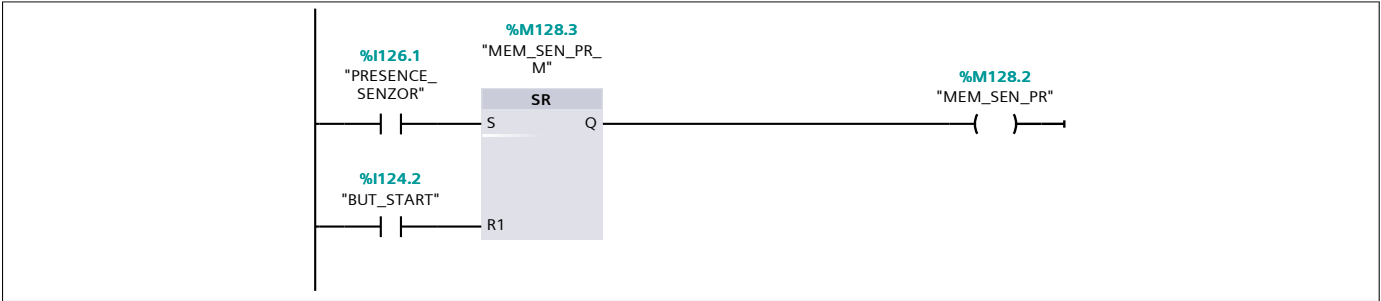 %M128.3
"MEM_SEN_PR_
M"
%I126.1
"PRESENCE_
SENZOR"
%M128.2
"MEM_SEN_PR"
SR
S
Q
%I124.2
"BUT_START"
R1